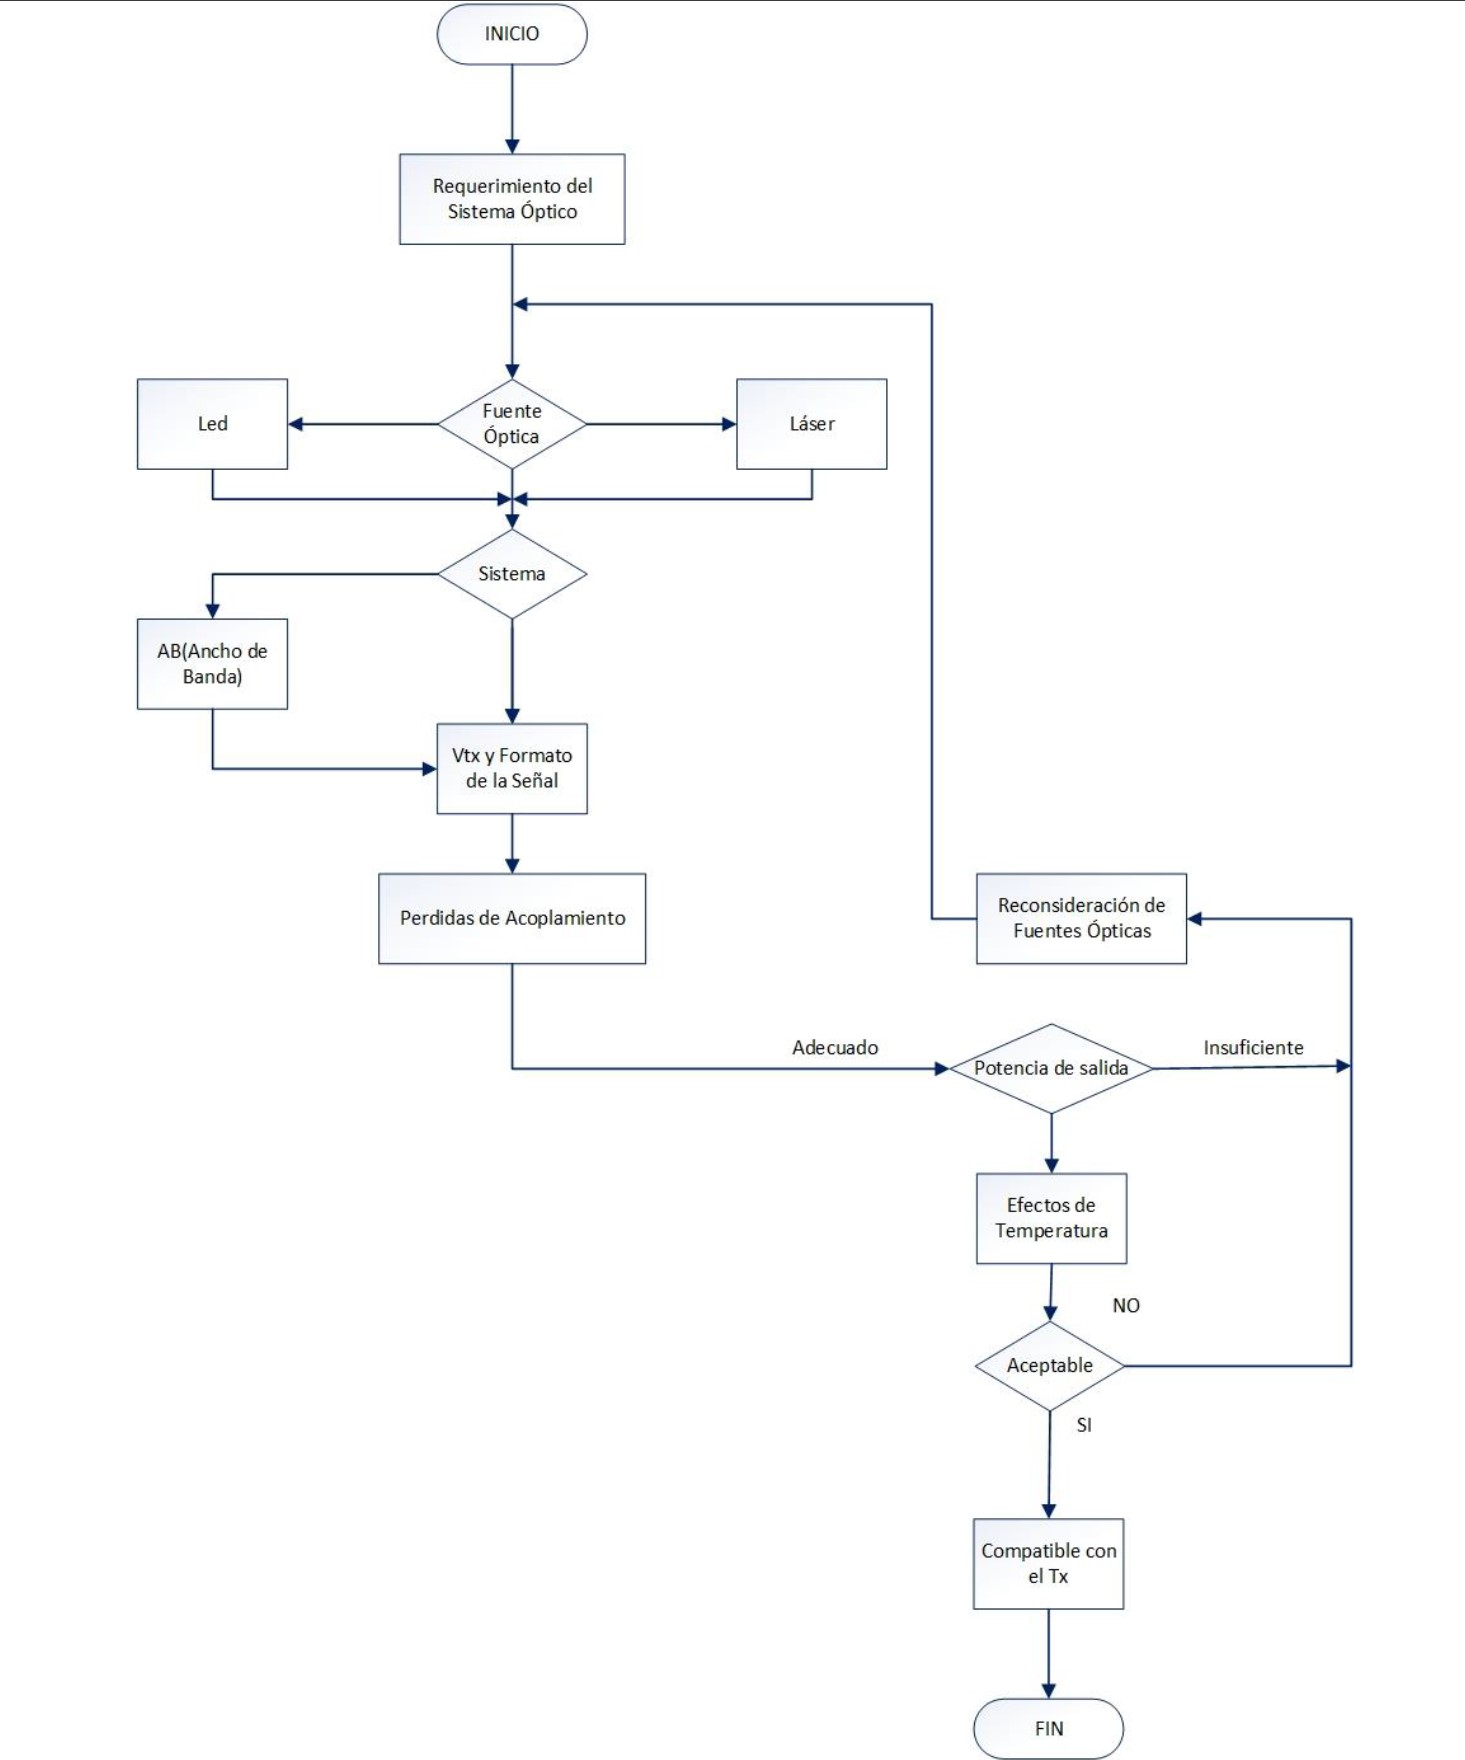 INICIO
Requerimiento del
Sistema Óptico
Led
Fuente
Óptica
Láser
Sistema
AB(Ancho de
Banda)
Vtx y Formato
de la Señal
Perdidas de Acoplamiento
Reconsideración de
Fuentes Ópticas
Adecuado
Potencia de salida
Insuficiente
Efectos de
Temperatura
NO
Aceptable
SI
Compatible con
el Tx
FIN